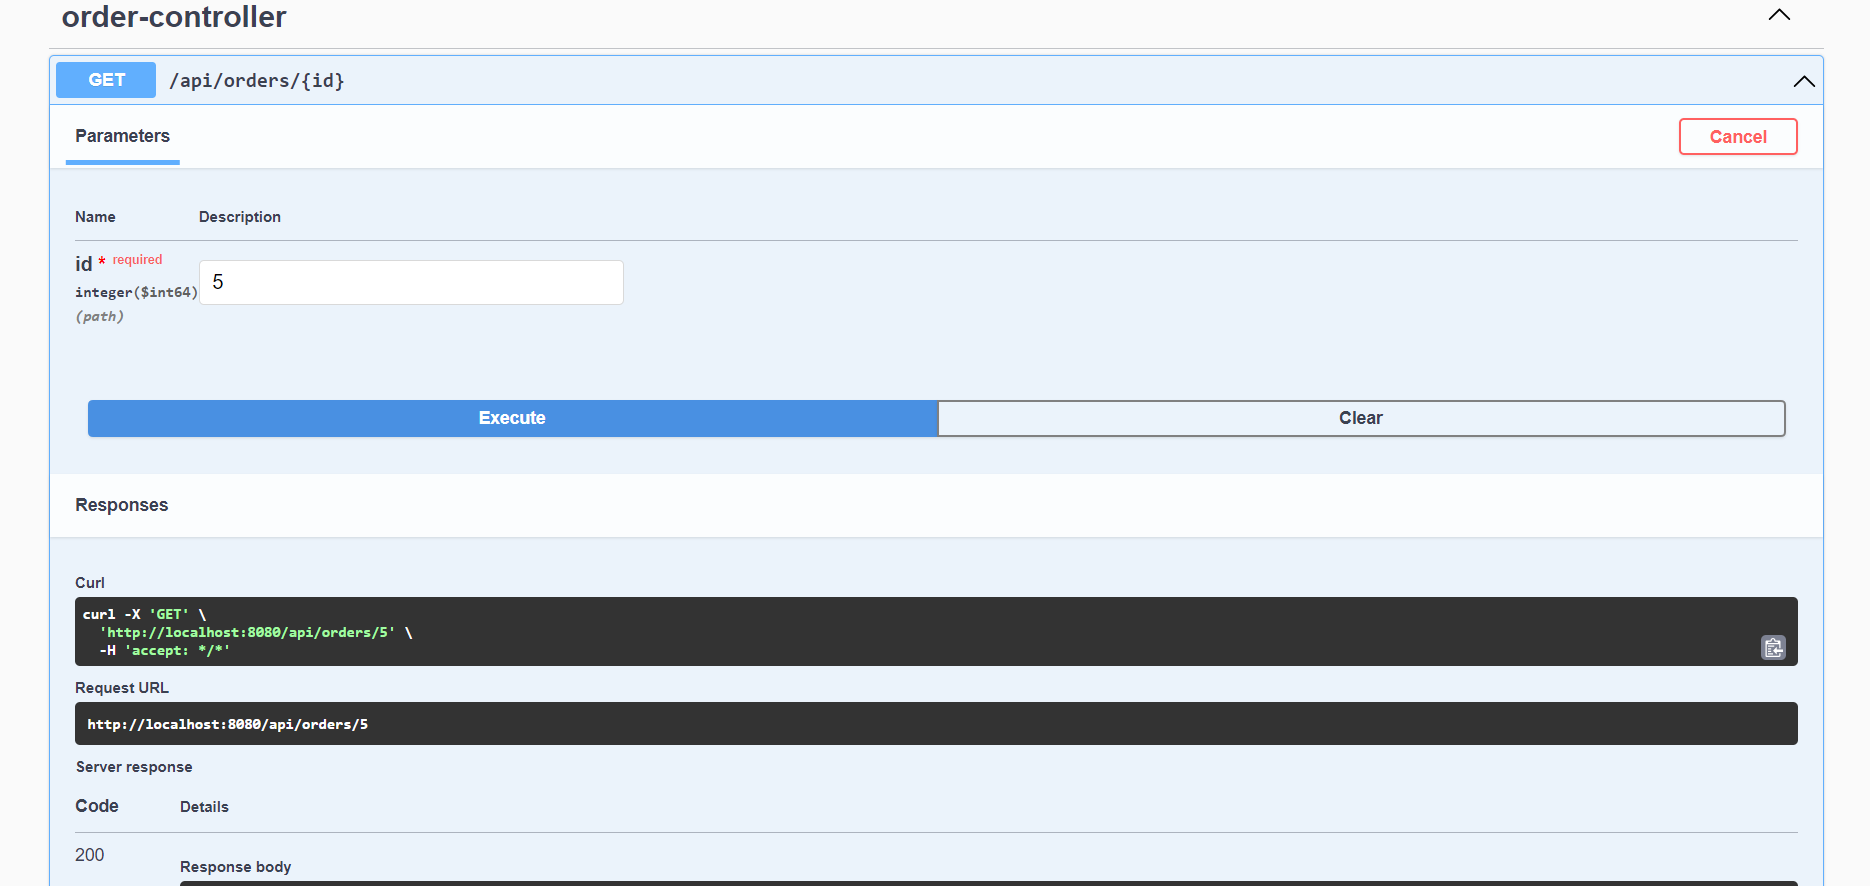 order-controller
GET /api/orders/{id}
Parameters
Cancel
Name Description
id * required
integer($int64)
(path)
5
Execute Clear
Responses
Curl
curl -X 'GET' \
  'http://localhost:8080/api/orders/5' \
  -H 'accept: */*'
Request URL
http://localhost:8080/api/orders/5
Server response
Code Details
200
Response body